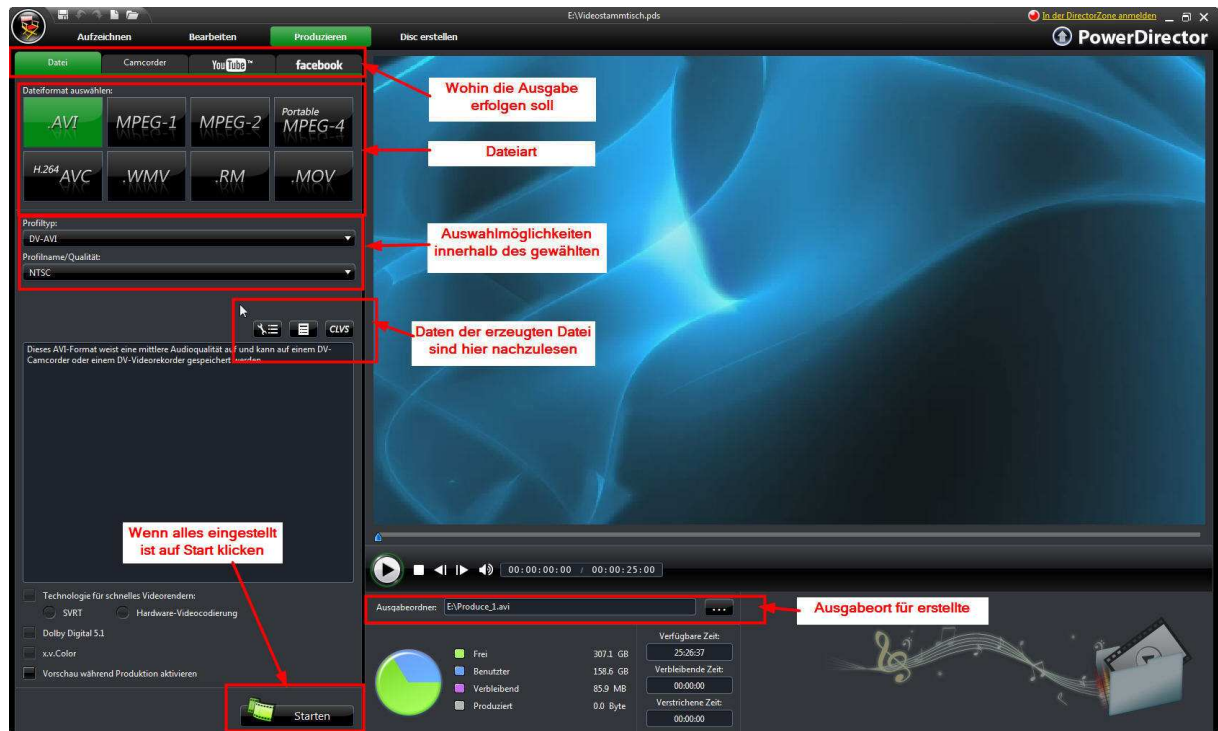 E:\Videostammtisch.pds
In der DirectorZone anmelden
Aufzeichnen
Bearbeiten
Produzieren
Disc erstellen
PowerDirector
Datei
Camcorder
YouTube™
facebook
Wohin die Ausgabe
erfolgen soll
Dateiformat auswählen:
.AVI
MPEG-1
MPEG-2
Portable
MPEG-4
Dateiart
H.264 AVC
.WMV
.RM
.MOV
Profiltyp:
DV-AVI
Profilname/Qualität:
NTSC
Auswahlmöglichkeiten
innerhalb des gewählten
CLVS
Daten der erzeugten Datei
sind hier nachzulesen
Dieses AVI-Format weist eine mittlere Audioqualität auf und kann auf einem DV-
Camcorder oder einem DV-Videorekorder gespeichert werden.
Wenn alles eingestellt
ist auf Start klicken
00:00:00:00 / 00:00:25:00
Technologie für schnelles Videorendern:
SVRT
Hardware-Videocodierung
Dolby Digital 5.1
x.v.Color
Vorschau während Produktion aktivieren
Starten
Ausgabeordner:
E:\Produce_1.avi
...
Ausgabeort für erstellte
Frei
307.1 GB
Benutzter
158.6 GB
Verbleibend
85.9 MB
Produziert
0.0 Byte
Verfügbare Zeit:
25:26:37
Verbleibende Zeit:
00:00:00
Verstrichene Zeit:
00:00:00